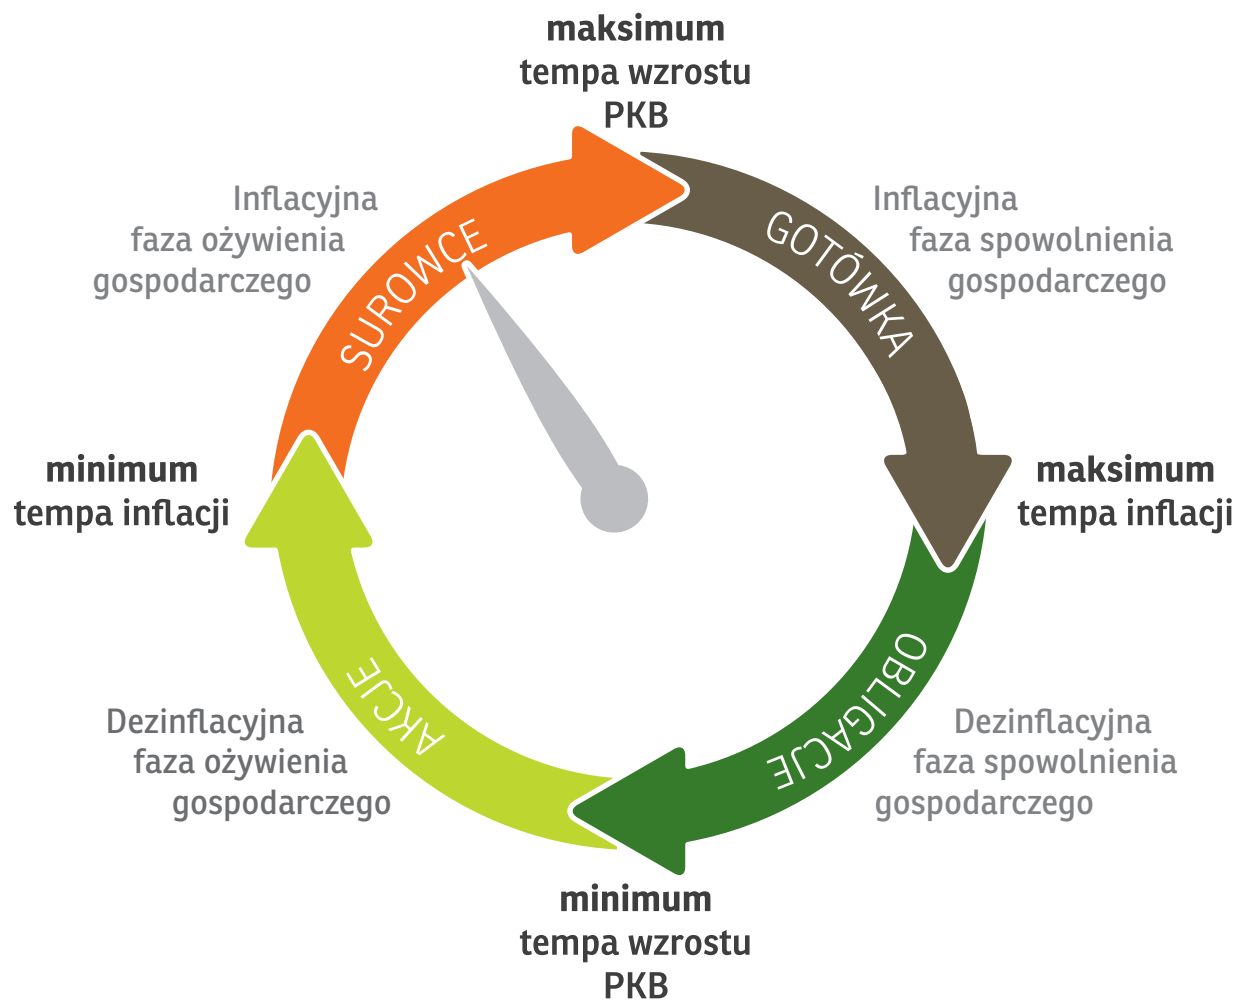 maksimum
tempa wzrostu
PKB
Inflacyjna
faza ożywienia
gospodarczego
Inflacyjna
faza spowolnienia
gospodarczego
SUROWCE
GOTÓWKA
minimum
tempa inflacji
maksimum
tempa inflacji
AKCJE
OBLIGACJE
Dezinflacyjna
faza ożywienia
gospodarczego
Dezinflacyjna
faza spowolnienia
gospodarczego
minimum
tempa wzrostu
PKB